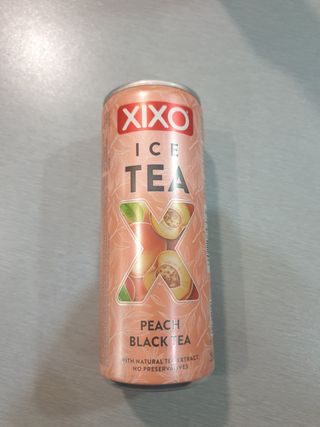 XIXO
ICE
TEA
X
PEACH
BLACK TEA
WITH NATURAL TEA EXTRACT
NO PRESERVATIVES